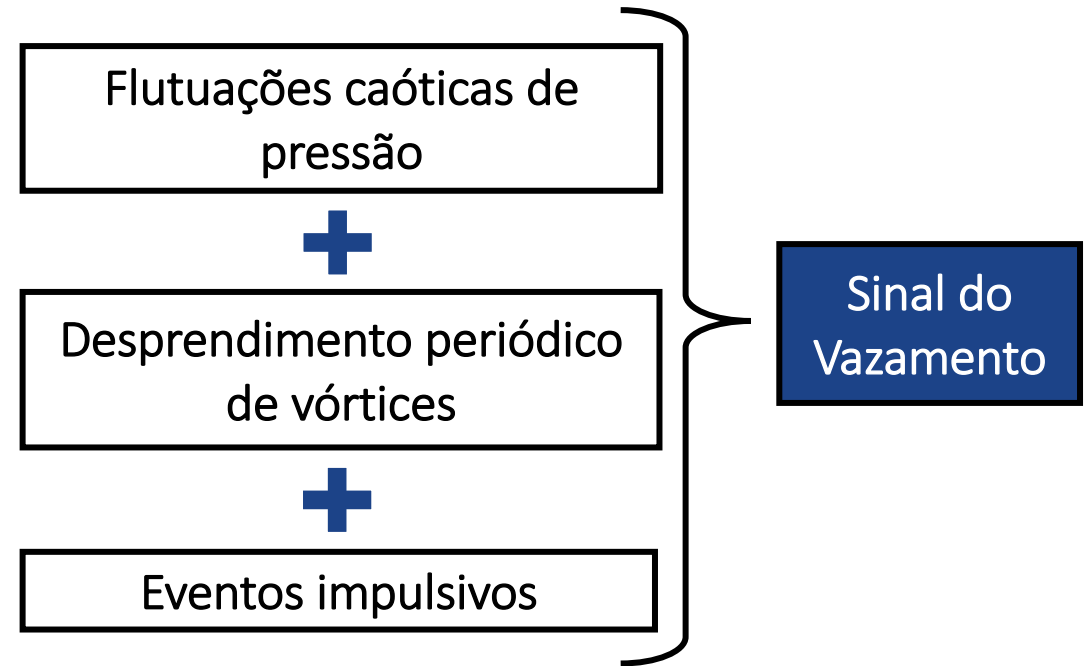 Flutuações caóticas de
pressão
Desprendimento periódico
de vórtices
Eventos impulsivos
Sinal do
Vazamento